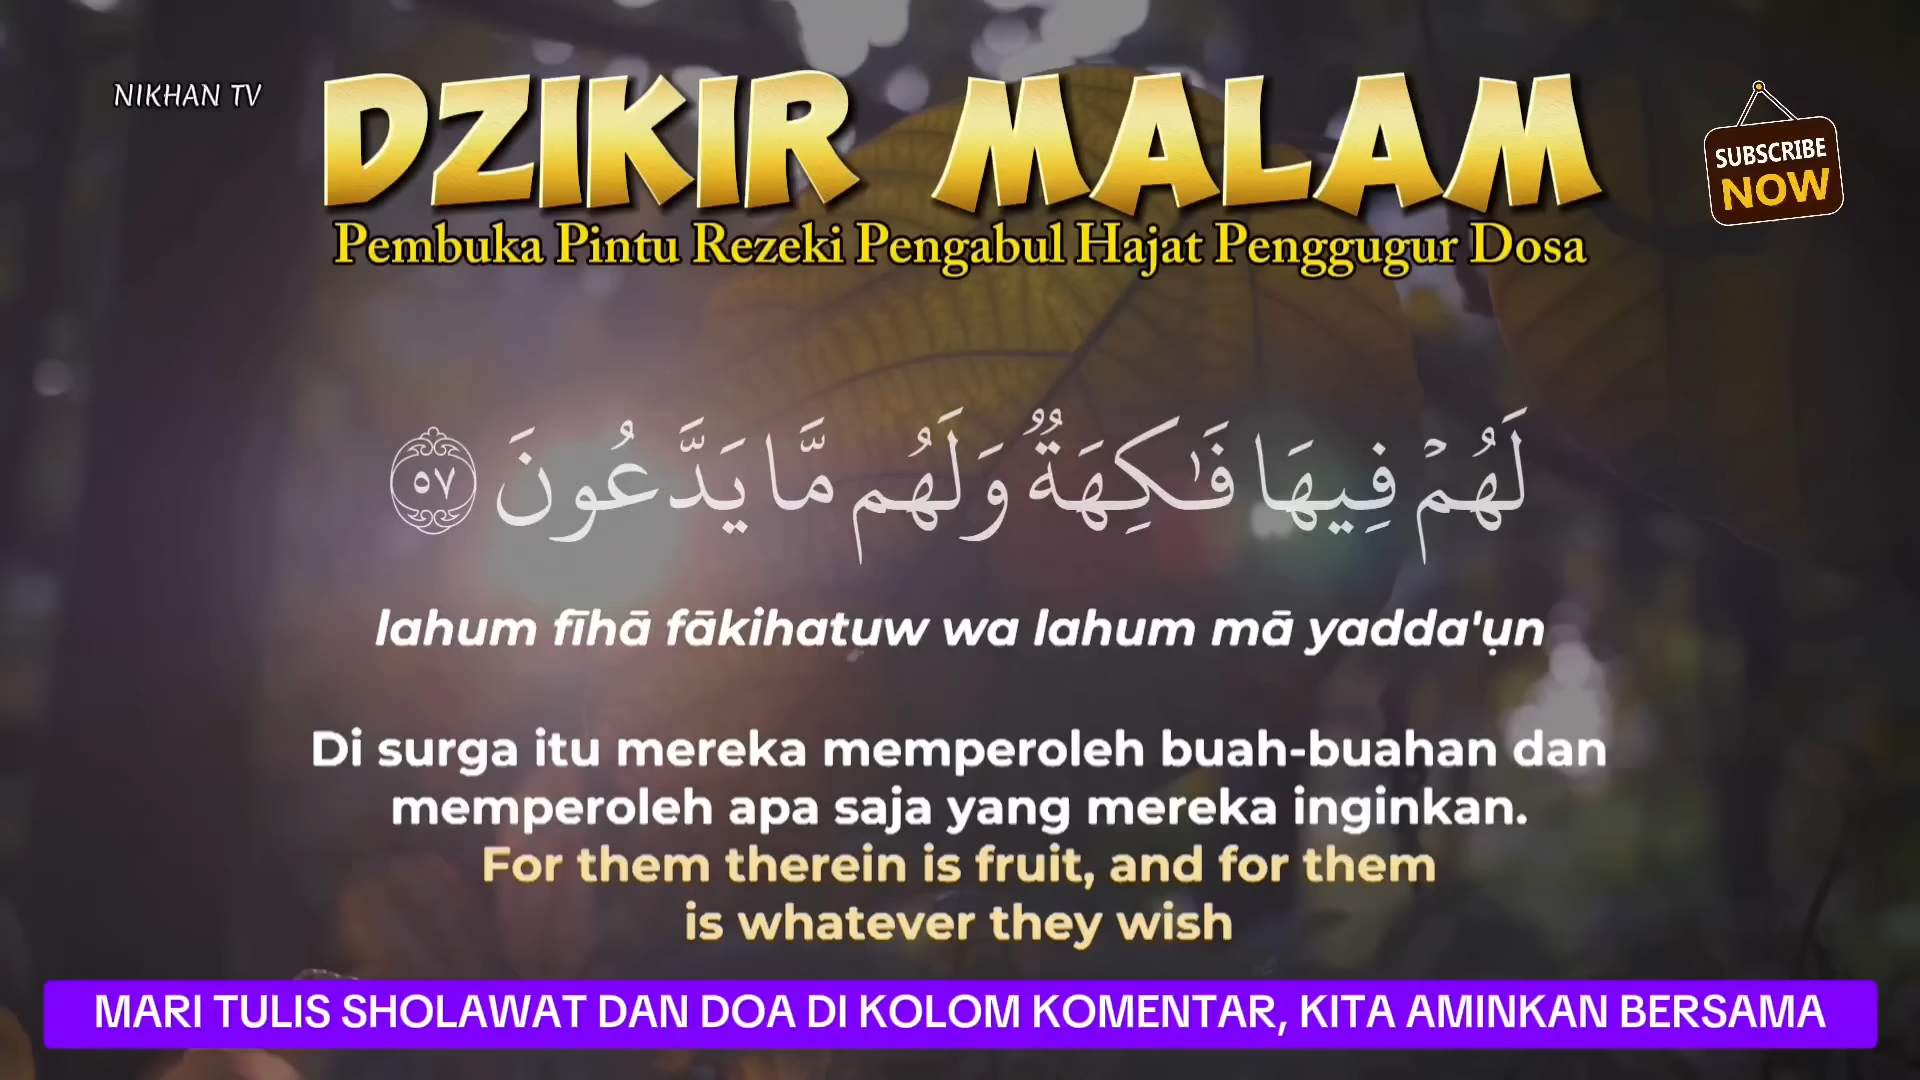 NIKHAN TV
DZIKIR MALAM
SUBSCRIBE
NOW
Pembuka Pintu Rezeki Pengabul Hajat Penggugur Dosa
لَهُمْ فِيهَا فَٰكِهَةٌ وَلَهُم مَّا يَدَّعُونَ ٥٧
lahum fīhā fākihatuw wa lahum mā yadda'ụn
Di surga itu mereka memperoleh buah-buahan dan
memperoleh apa saja yang mereka inginkan.
For them therein is fruit, and for them
is whatever they wish
MARI TULIS SHOLAWAT DAN DOA DI KOLOM KOMENTAR, KITA AMINKAN BERSAMA